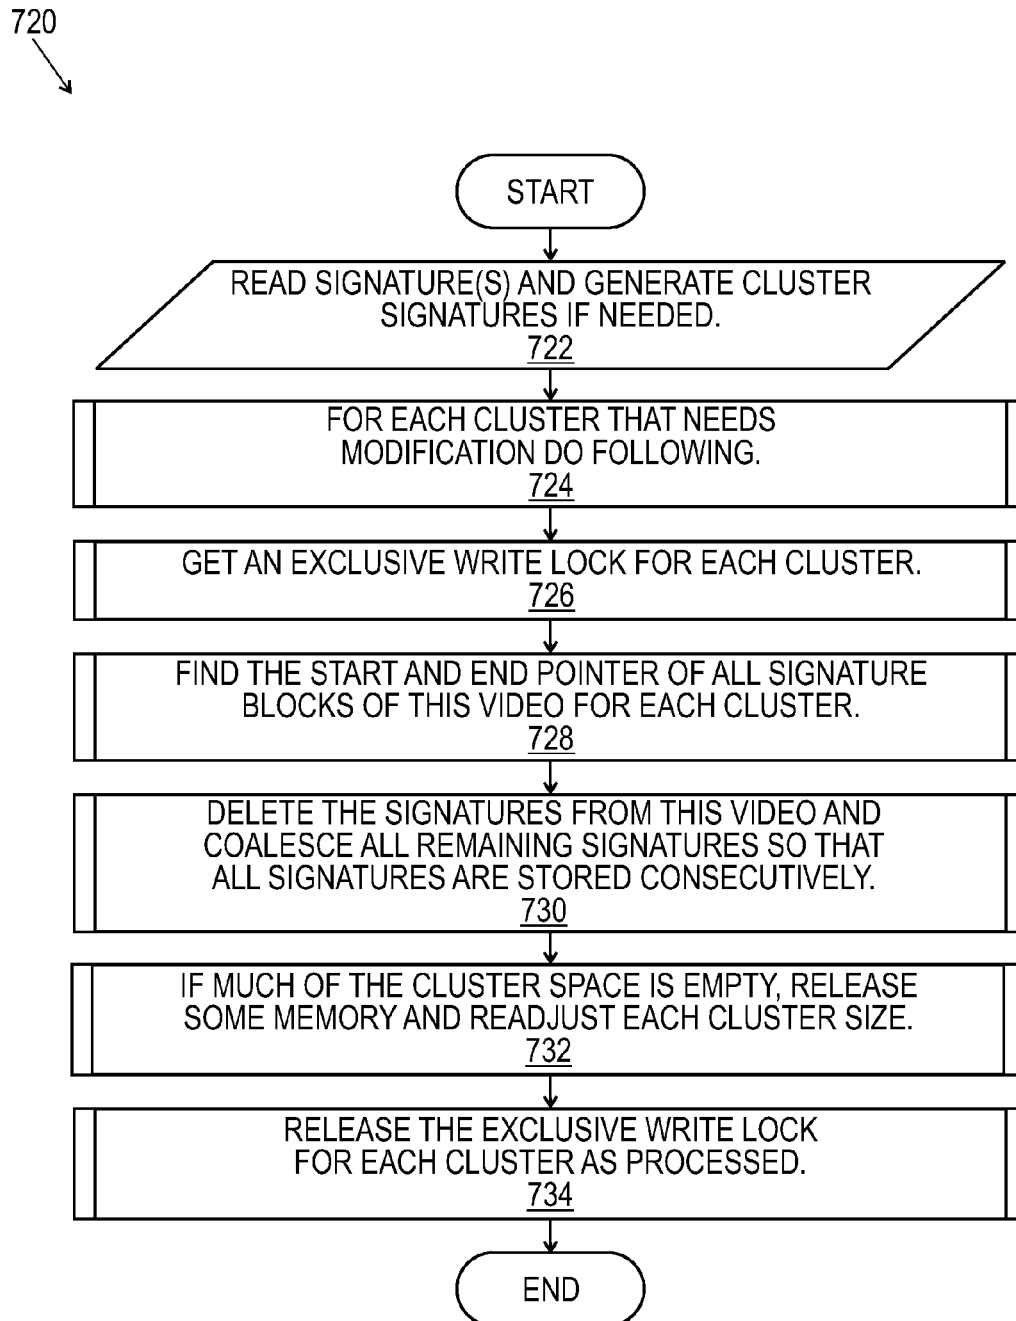 720
START
READ SIGNATURE(S) AND GENERATE CLUSTER
SIGNATURES IF NEEDED.
722
FOR EACH CLUSTER THAT NEEDS
MODIFICATION DO FOLLOWING.
724
GET AN EXCLUSIVE WRITE LOCK FOR EACH CLUSTER.
726
FIND THE START AND END POINTER OF ALL SIGNATURE
BLOCKS OF THIS VIDEO FOR EACH CLUSTER.
728
DELETE THE SIGNATURES FROM THIS VIDEO AND
COALESCE ALL REMAINING SIGNATURES SO THAT
ALL SIGNATURES ARE STORED CONSECUTIVELY.
730
IF MUCH OF THE CLUSTER SPACE IS EMPTY, RELEASE
SOME MEMORY AND READJUST EACH CLUSTER SIZE.
732
RELEASE THE EXCLUSIVE WRITE LOCK
FOR EACH CLUSTER AS PROCESSED.
734
END